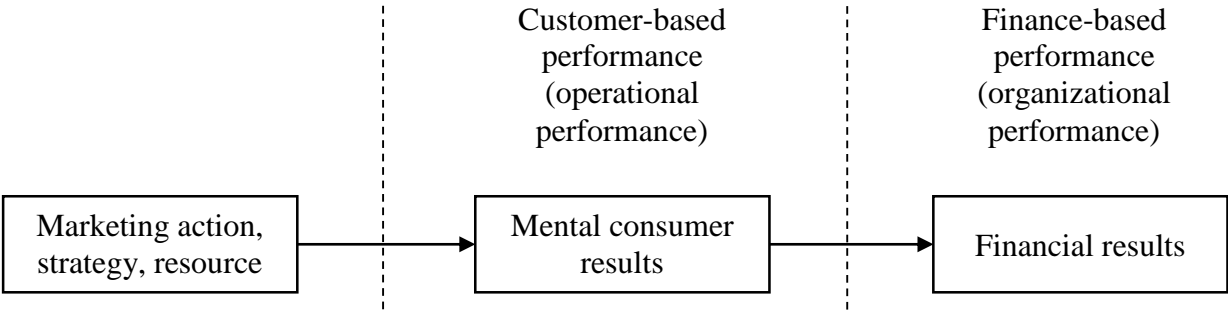 Customer-based
performance
(operational
performance)
Finance-based
performance
(organizational
performance)
Marketing action,
strategy, resource
Mental consumer
results
Financial results